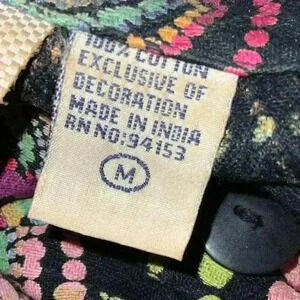 100% COTTON
EXCLUSIVE OF
DECORATION
MADE IN INDIA
RN NO:94153
M